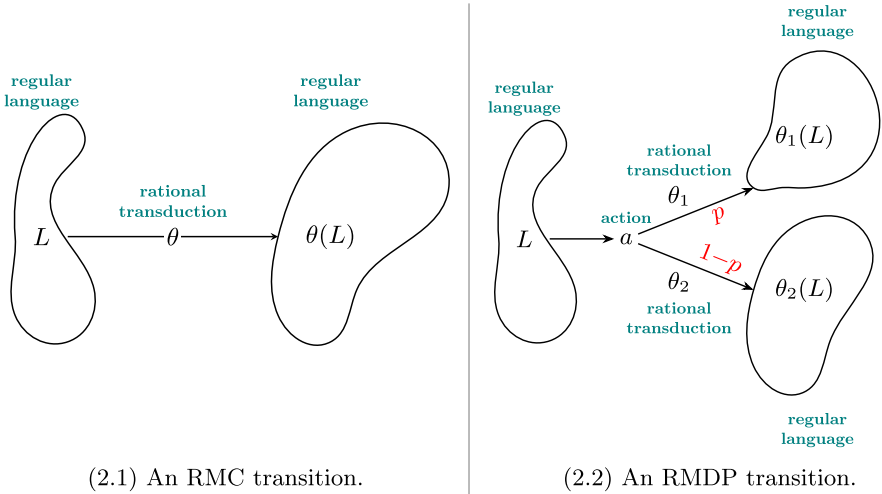 regular
language
regular
language
rational
transduction
L
θ
θ(L)
(2.1) An RMC transition.
regular
language
regular
language
rational
transduction
θ₁
θ₁(L)
p
action
L
a
1−p
θ₂
θ₂(L)
rational
transduction
regular
language
(2.2) An RMDP transition.